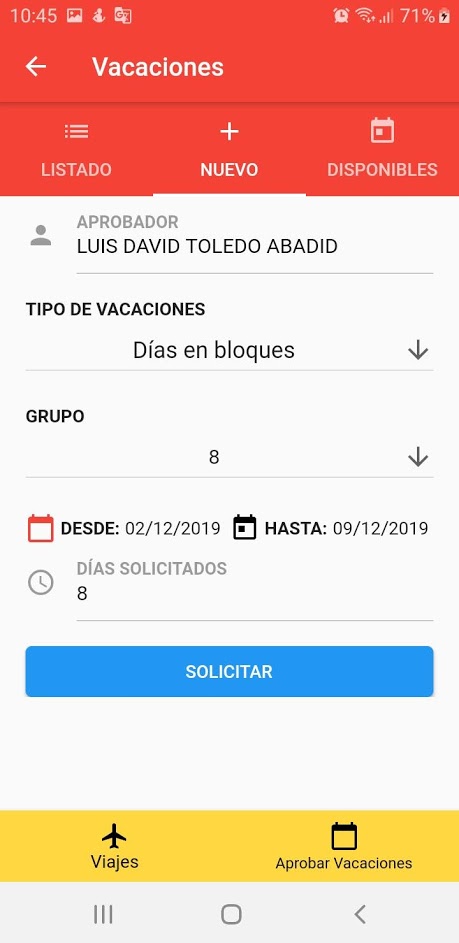 10:45 71%
Vacaciones
LISTADO NUEVO DISPONIBLES
APROBADOR
LUIS DAVID TOLEDO ABADID
TIPO DE VACACIONES
Días en bloques
GRUPO
8
DESDE: 02/12/2019 HASTA: 09/12/2019
DÍAS SOLICITADOS
8
SOLICITAR
Viajes Aprobar Vacaciones